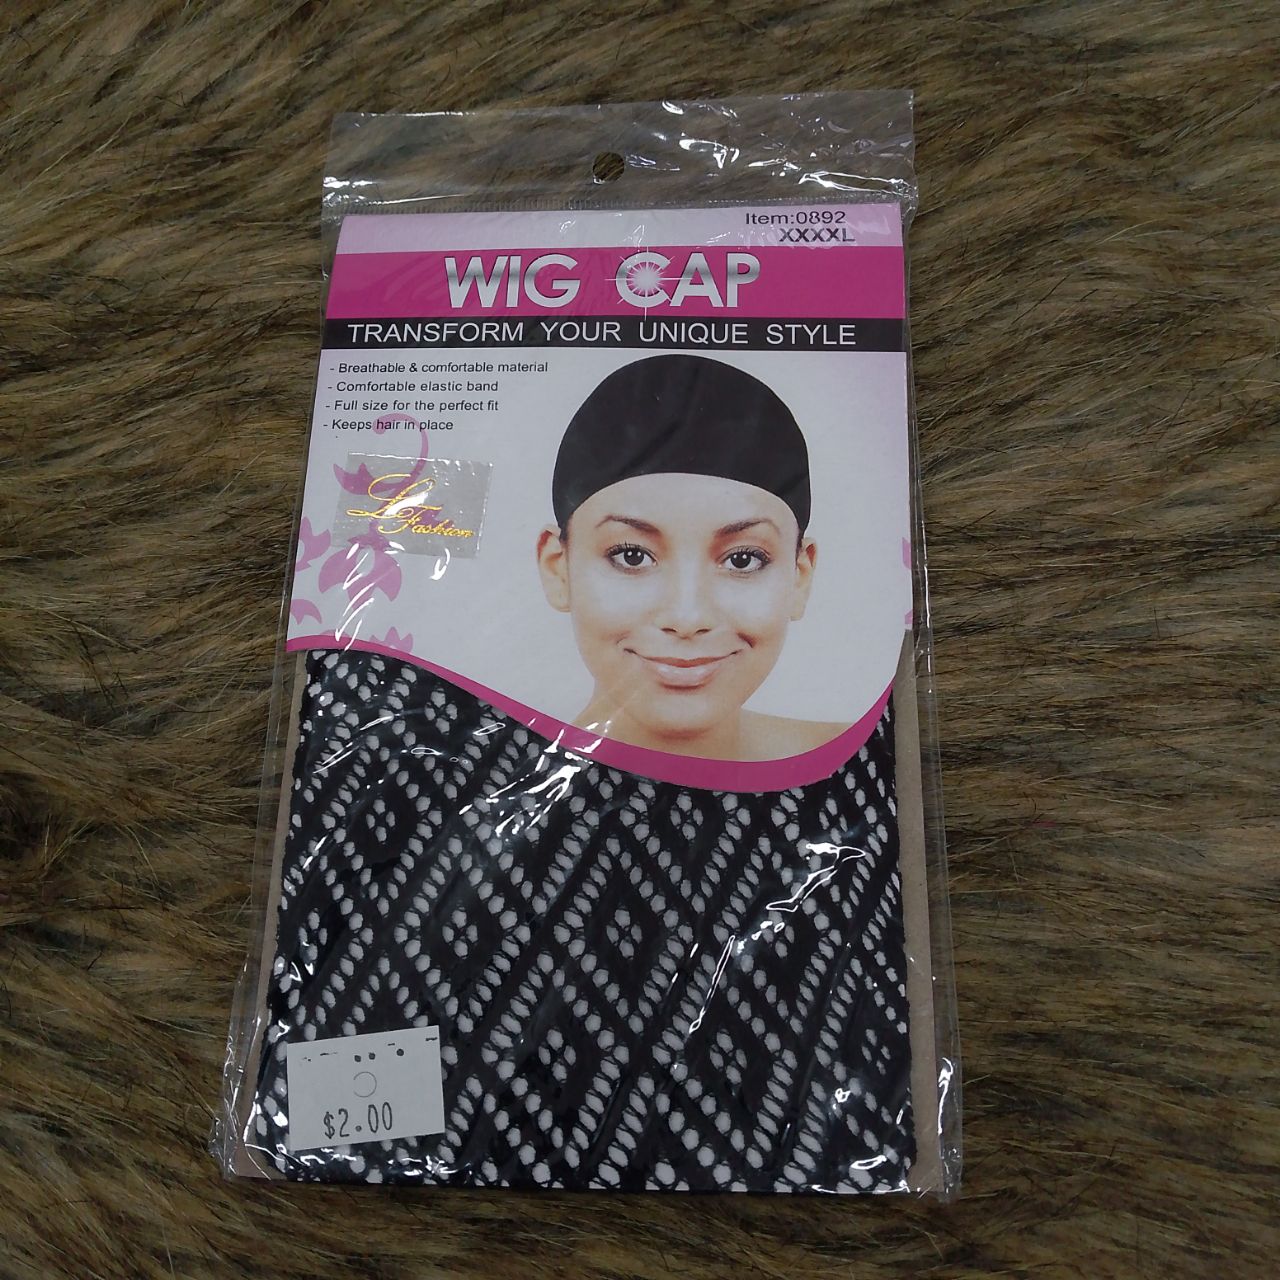 Item:0892
XXXXL
WIG CAP
TRANSFORM YOUR UNIQUE STYLE
- Breathable & comfortable material
- Comfortable elastic band
- Full size for the perfect fit
- Keeps hair in place
L Fashion
$2.00